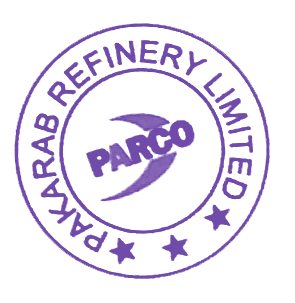 PAKARAB REFINERY LIMITED
PARCO